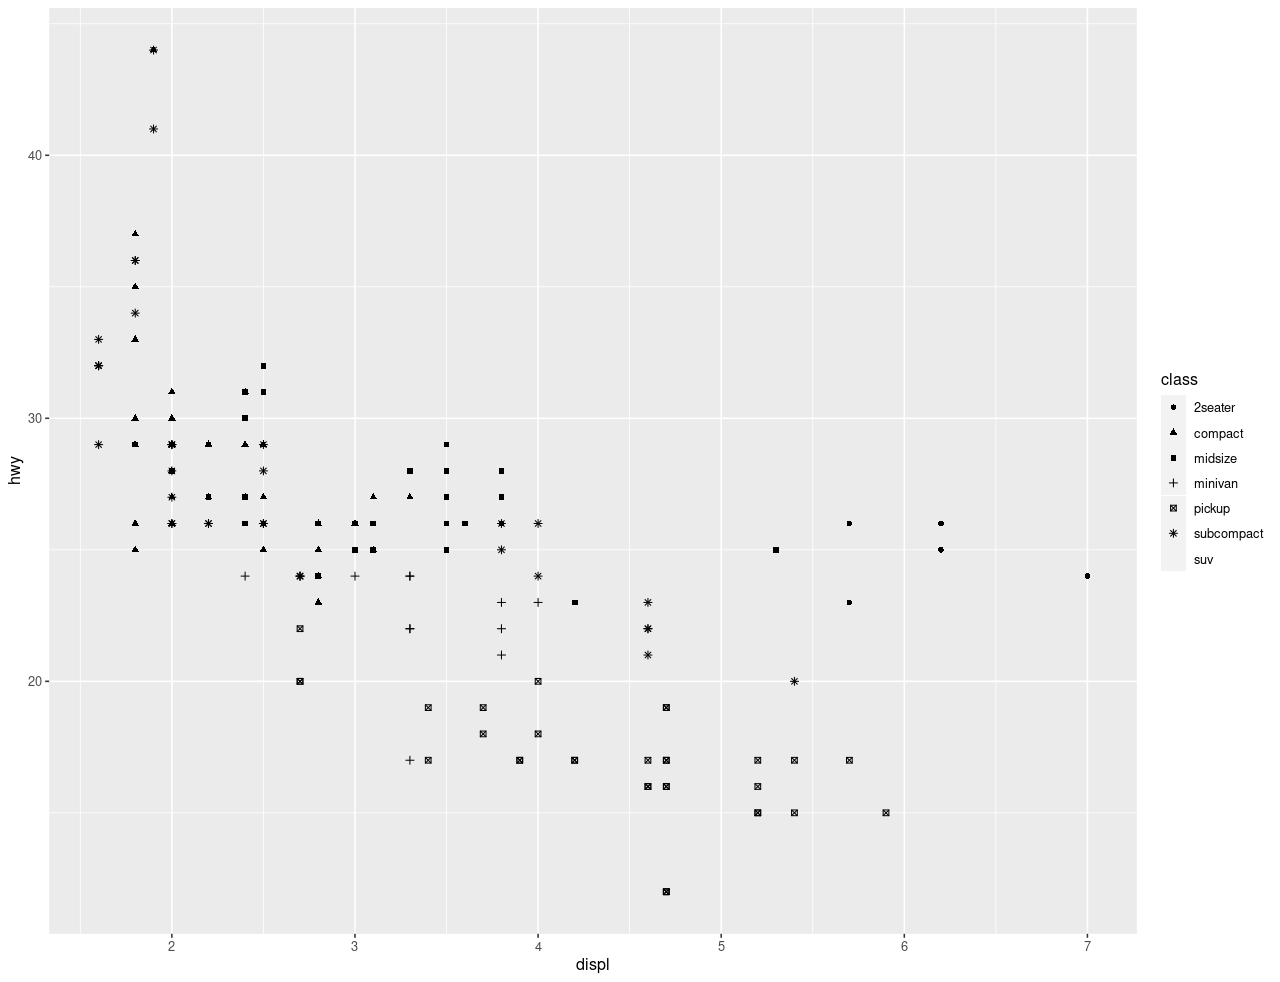 40
30
20
hwy
2 3 4 5 6 7
displ
class
2seater
compact
midsize
minivan
pickup
subcompact
suv